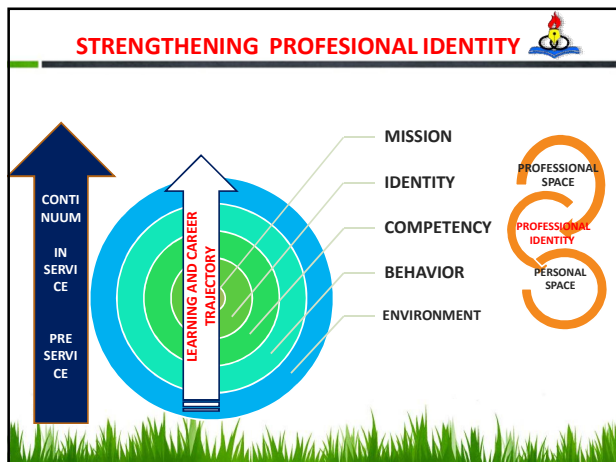 STRENGTHENING PROFESIONAL IDENTITY
CONTI
NUUM
IN
SERVI
CE
PRE
SERVI
CE
LEARNING AND CAREER
TRAJECTORY
MISSION
IDENTITY
COMPETENCY
BEHAVIOR
ENVIRONMENT
PROFESSIONAL
SPACE
PROFESSIONAL
IDENTITY
PERSONAL
SPACE